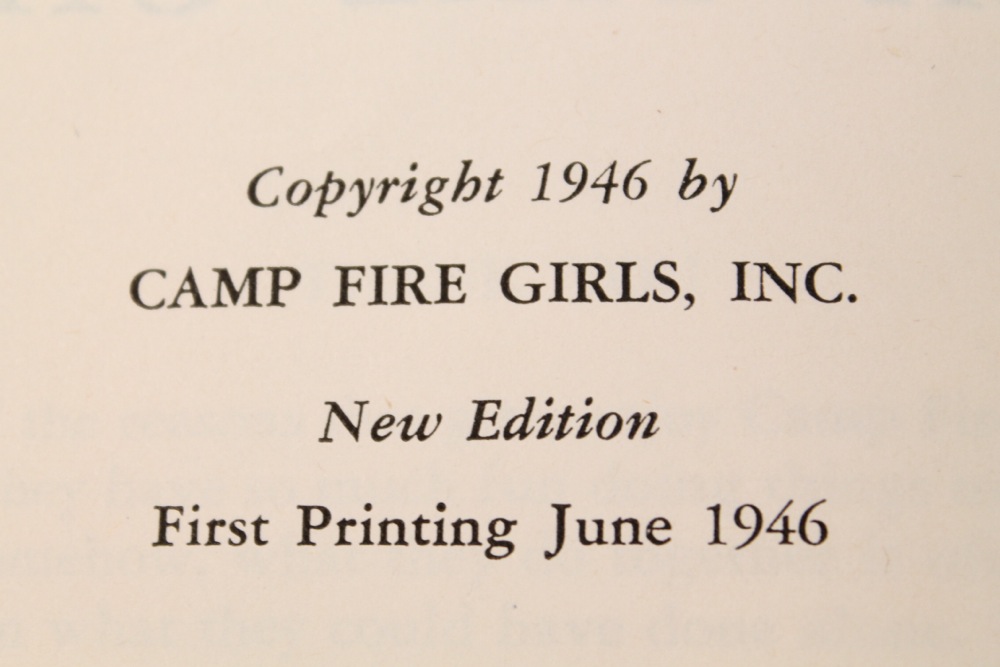 Copyright 1946 by
CAMP FIRE GIRLS, INC.
New Edition
First Printing June 1946